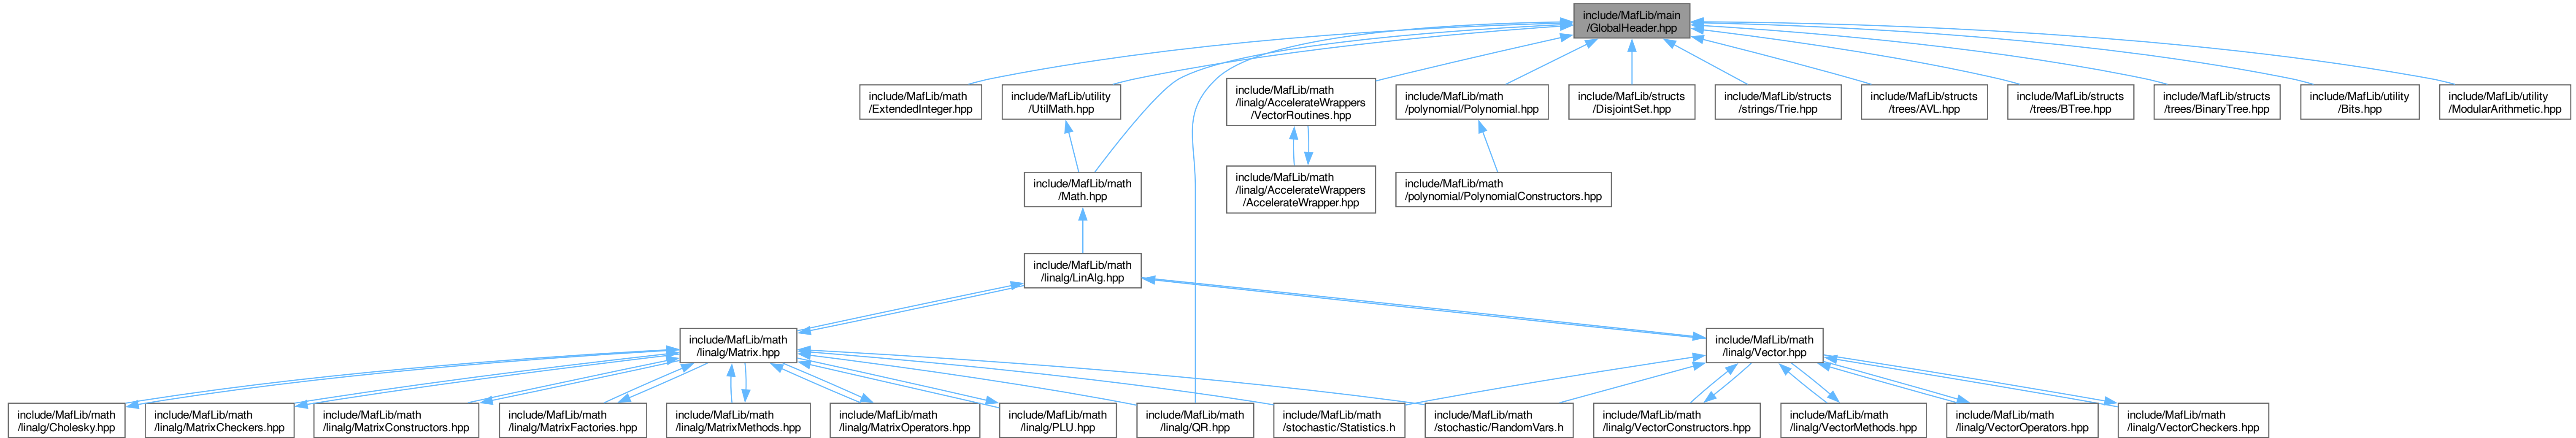 include/MafLib/main
/GlobalHeader.hpp
include/MafLib/math
/ExtendedInteger.hpp
include/MafLib/utility
/UtilMath.hpp
include/MafLib/math
/linalg/AccelerateWrappers
/VectorRoutines.hpp
include/MafLib/math
/polynomial/Polynomial.hpp
include/MafLib/structs
/DisjointSet.hpp
include/MafLib/structs
/strings/Trie.hpp
include/MafLib/structs
/trees/AVL.hpp
include/MafLib/structs
/trees/BTree.hpp
include/MafLib/structs
/trees/BinaryTree.hpp
include/MafLib/utility
/Bits.hpp
include/MafLib/utility
/ModularArithmetic.hpp
include/MafLib/math
/Math.hpp
include/MafLib/math
/linalg/AccelerateWrappers
/AccelerateWrapper.hpp
include/MafLib/math
/polynomial/PolynomialConstructors.hpp
include/MafLib/math
/linalg/LinAlg.hpp
include/MafLib/math
/linalg/Matrix.hpp
include/MafLib/math
/linalg/Vector.hpp
include/MafLib/math
/linalg/Cholesky.hpp
include/MafLib/math
/linalg/MatrixCheckers.hpp
include/MafLib/math
/linalg/MatrixConstructors.hpp
include/MafLib/math
/linalg/MatrixFactories.hpp
include/MafLib/math
/linalg/MatrixMethods.hpp
include/MafLib/math
/linalg/MatrixOperators.hpp
include/MafLib/math
/linalg/PLU.hpp
include/MafLib/math
/linalg/QR.hpp
include/MafLib/math
/stochastic/Statistics.h
include/MafLib/math
/stochastic/RandomVars.h
include/MafLib/math
/linalg/VectorConstructors.hpp
include/MafLib/math
/linalg/VectorMethods.hpp
include/MafLib/math
/linalg/VectorOperators.hpp
include/MafLib/math
/linalg/VectorCheckers.hpp